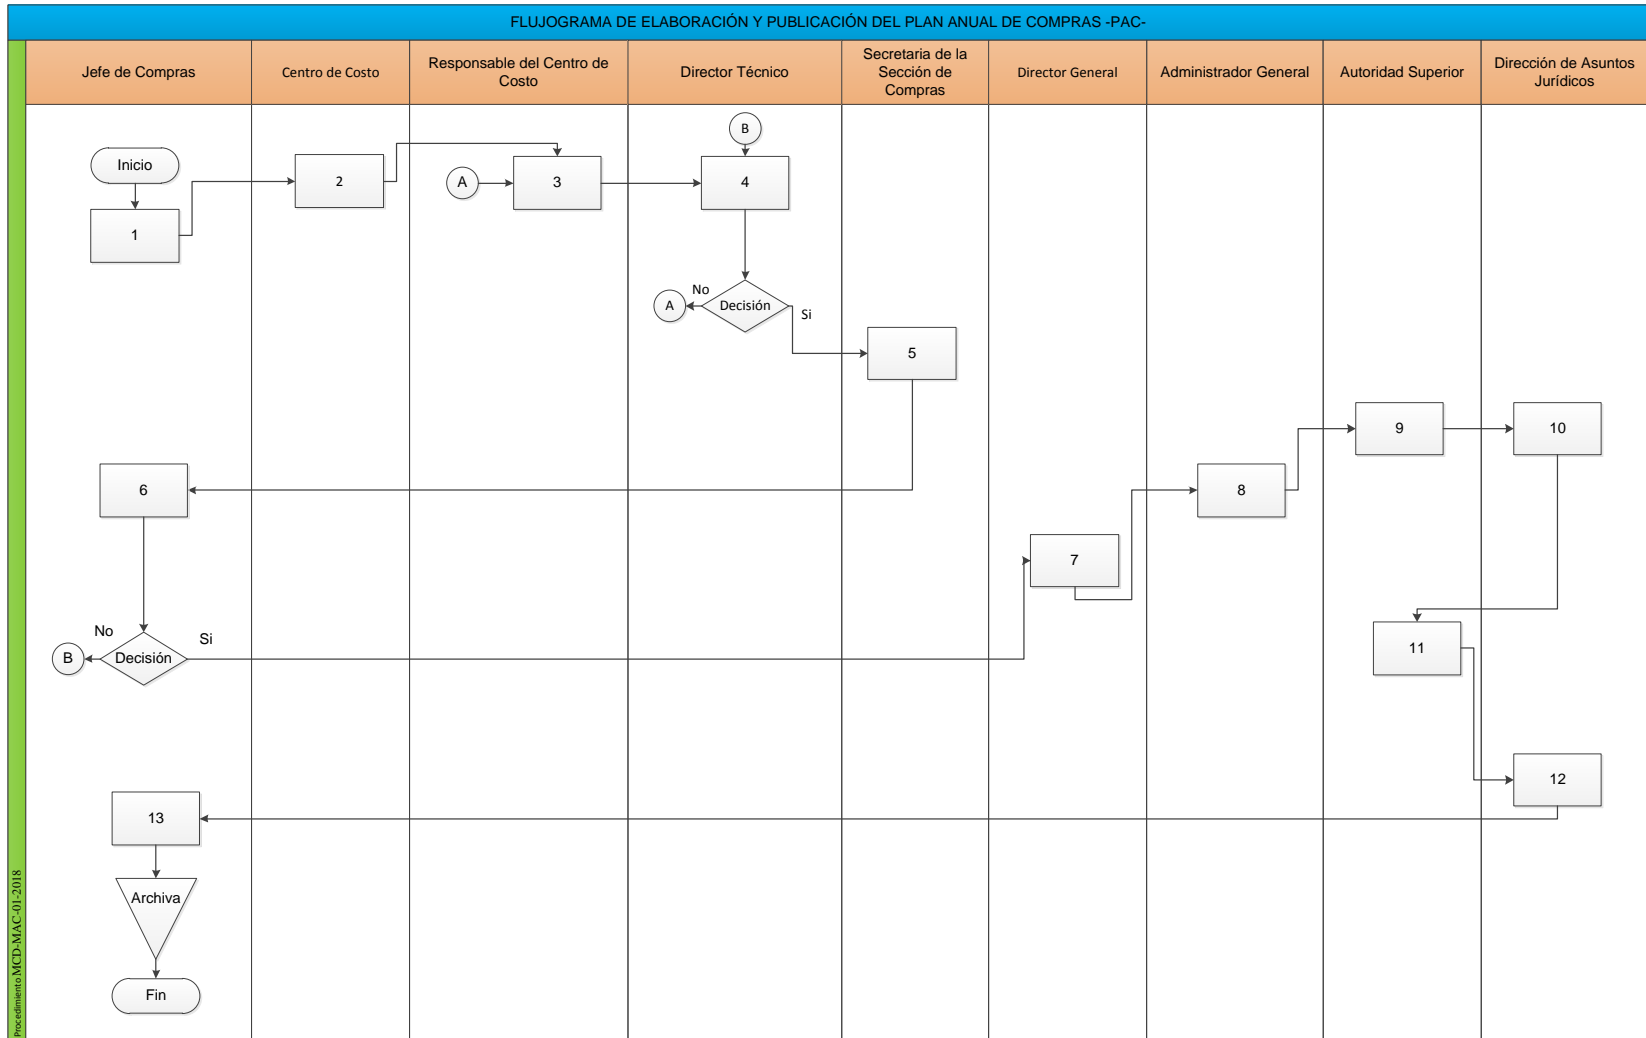 FLUJOGRAMA DE ELABORACIÓN Y PUBLICACIÓN DEL PLAN ANUAL DE COMPRAS -PAC-
Jefe de Compras
Centro de Costo
Responsable del Centro de
Costo
Director Técnico
Secretaria de la
Sección de
Compras
Director General
Administrador General
Autoridad Superior
Dirección de Asuntos
Jurídicos
B
Inicio
2
A
3
4
1
A
No
Decisión
Si
5
9
10
6
8
7
No
Si
B
Decisión
11
12
13
Archiva
Fin
Procedimiento MCD-MAC-01-2018